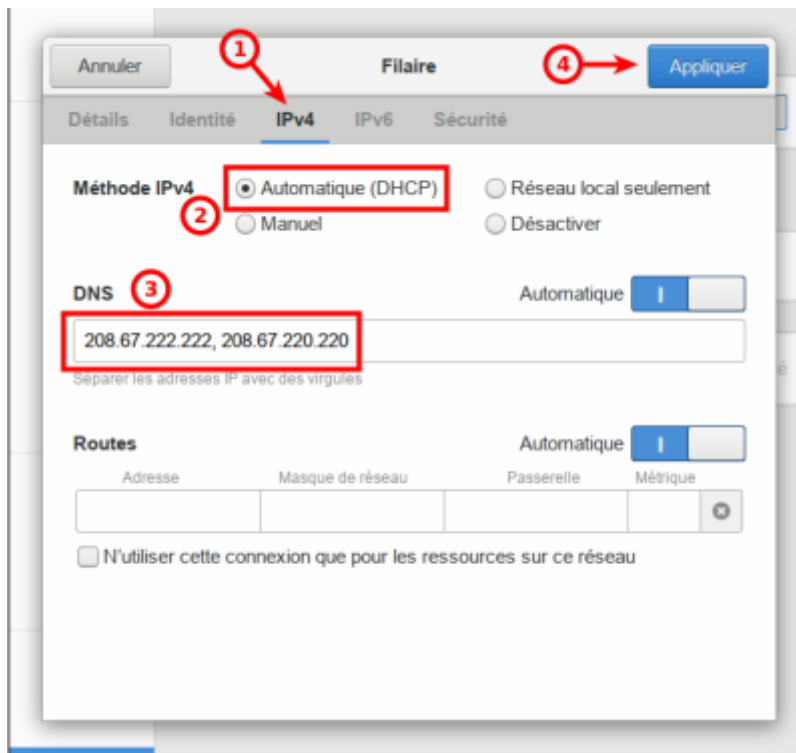 Annuler 1 Filaire 4 Appliquer
Détails Identité IPv4 IPv6 Sécurité
Méthode IPv4 Automatique (DHCP) Réseau local seulement
2 Manuel Désactiver
DNS 3 Automatique
208.67.222.222, 208.67.220.220
Séparer les adresses IP avec des virgules
é
Routes Automatique
Adresse Masque de réseau Passerelle Métrique
N'utiliser cette connexion que pour les ressources sur ce réseau